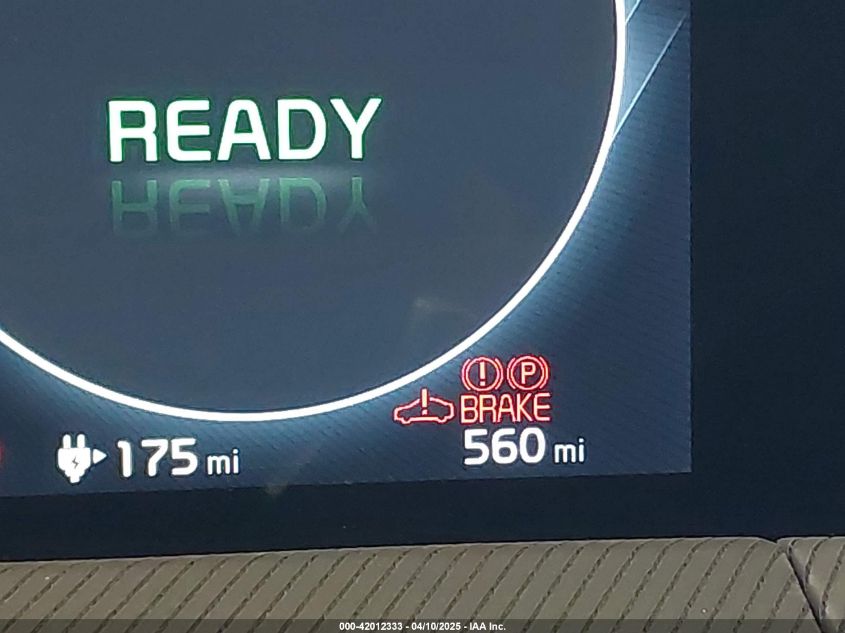 READY
! P
! BRAKE
175 mi
560 mi
000-42012333 - 04/10/2025 - IAA Inc.